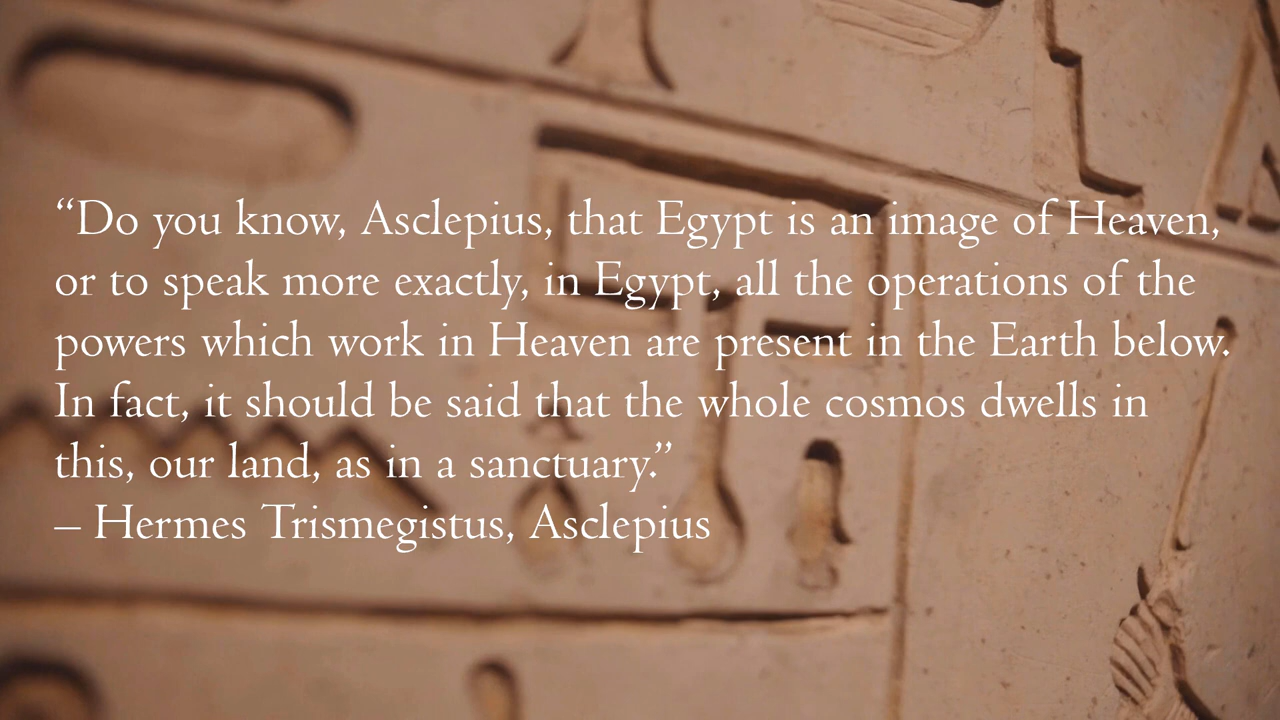 “Do you know, Asclepius, that Egypt is an image of Heaven,
or to speak more exactly, in Egypt, all the operations of the
powers which work in Heaven are present in the Earth below.
In fact, it should be said that the whole cosmos dwells in
this, our land, as in a sanctuary.”
– Hermes Trismegistus, Asclepius